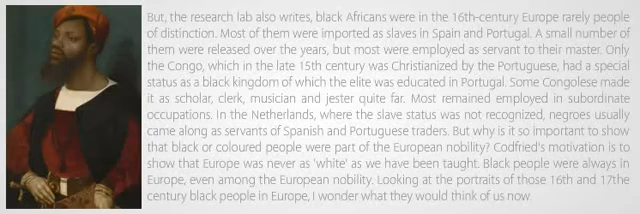 But, the research lab also writes, black Africans were in the 16th-century Europe rarely people
of distinction. Most of them were imported as slaves in Spain and Portugal. A small number of
them were released over the years, but most were employed as servant to their master. Only
the Congo, which in the late 15th century was Christianized by the Portuguese, had a special
status as a black kingdom of which the elite was educated in Portugal. Some Congolese made
it as scholar, clerk, musician and jester quite far. Most remained employed in subordinate
occupations. In the Netherlands, where the slave status was not recognized, negroes usually
came along as servants of Spanish and Portuguese traders. But why is it so important to show
that black or coloured people were part of the European nobility? Codfried's motivation is to
show that Europe was never as 'white' as we have been taught. Black people were always in
Europe, even among the European nobility. Looking at the portraits of those 16th and 17the
century black people in Europe, I wonder what they would think of us now.